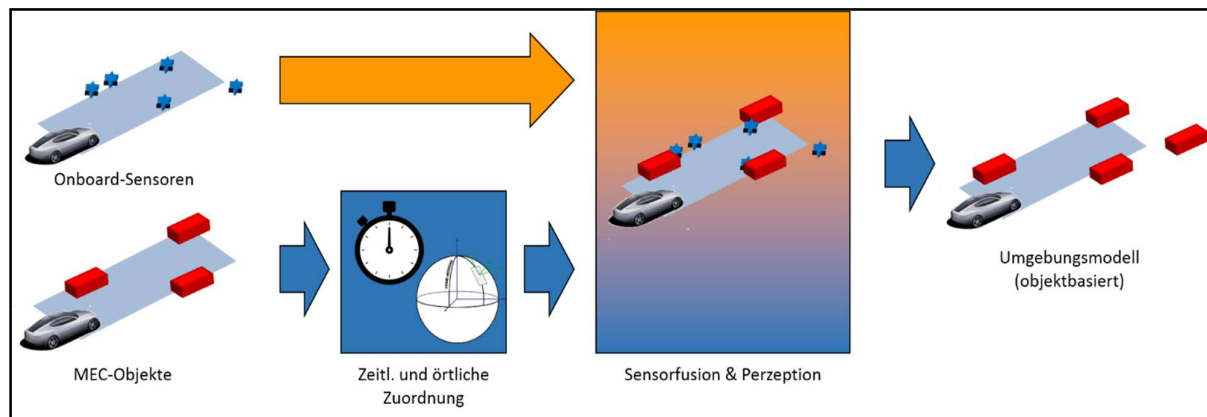 Onboard-Sensoren
MEC-Objekte
Zeitl. und örtliche
Zuordnung
Sensorfusion & Perzeption
Umgebungsmodell
(objektbasiert)